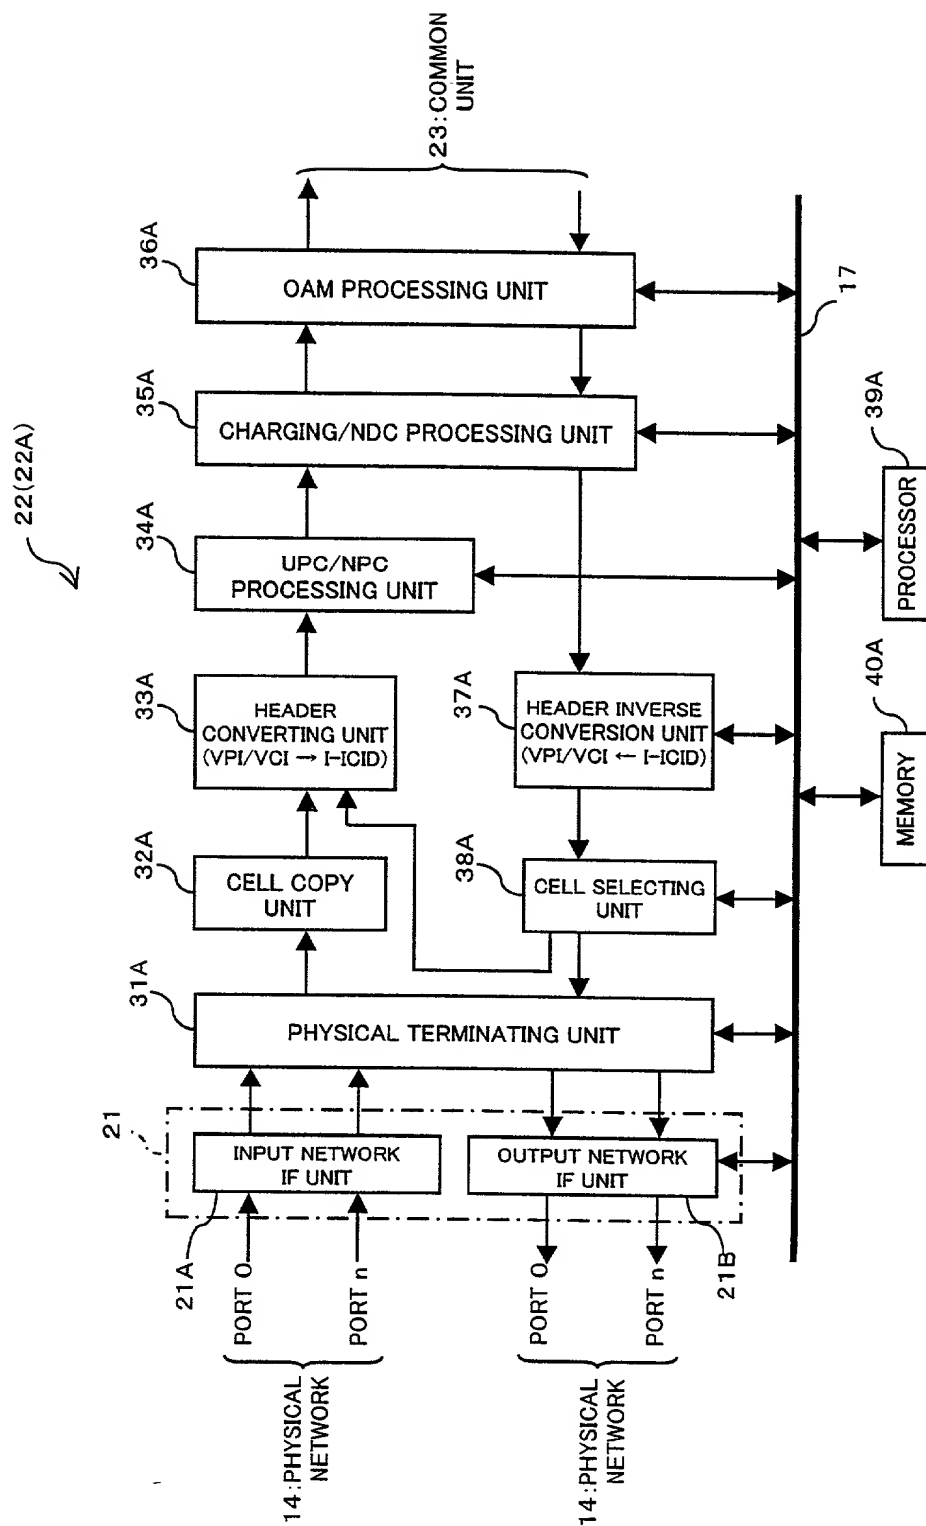 22(22A)
23:COMMON
UNIT
36A
OAM PROCESSING UNIT
35A
CHARGING/NDC PROCESSING UNIT
34A
UPC/NPC
PROCESSING UNIT
33A
HEADER
CONVERTING UNIT
(VPI/VCI → I-ICID)
37A
HEADER INVERSE
CONVERSION UNIT
(VPI/VCI ← I-ICID)
32A
CELL COPY
UNIT
38A
CELL SELECTING
UNIT
31A
PHYSICAL TERMINATING UNIT
21
INPUT NETWORK
IF UNIT
OUTPUT NETWORK
IF UNIT
21A
21B
PORT 0
PORT n
PORT 0
PORT n
14:PHYSICAL
NETWORK
14:PHYSICAL
NETWORK
17
39A
PROCESSOR
40A
MEMORY